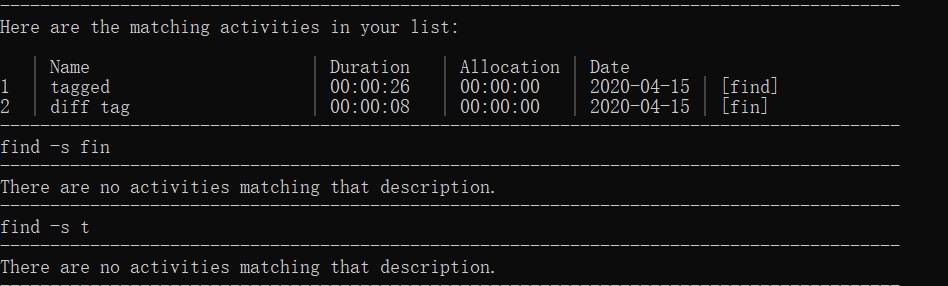 Here are the matching activities in your list:
Name Duration Allocation Date
1 tagged 00:00:26 00:00:00 2020-04-15 [find]
2 diff tag 00:00:08 00:00:00 2020-04-15 [fin]
find -s fin
There are no activities matching that description.
find -s t
There are no activities matching that description.